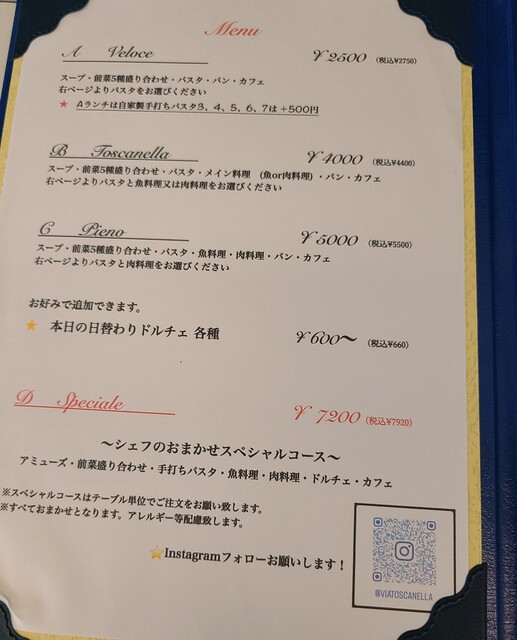 Menu
A Veloce ¥2500 (税込¥2750)
スープ・前菜5種盛り合わせ・パスタ・パン・カフェ
右ページよりパスタをお選びください
★ Aランチは自家製手打ちパスタ3、4、5、6、7は +500円
B Toscanella ¥4000 (税込¥4400)
スープ・前菜5種盛り合わせ・パスタ・メイン料理 (魚or肉料理)・パン・カフェ
右ページよりパスタと魚料理又は肉料理をお選びください
C Pieno ¥5000 (税込¥5500)
スープ・前菜5種盛り合わせ・パスタ・魚料理・肉料理・パン・カフェ
右ページよりパスタと肉料理をお選びください
お好みで追加できます。
★ 本日の日替わりドルチェ 各種 ¥600〜 (税込¥660)
D Speciale ¥7200 (税込¥7920)
〜シェフのおまかせスペシャルコース〜
アミューズ・前菜盛り合わせ・手打ちパスタ・魚料理・肉料理・ドルチェ・カフェ
※スペシャルコースはテーブル単位でご注文をお願い致します。
※すべておまかせとなります。アレルギー等配慮致します。
★Instagramフォローお願いします!
@VIATOSCANELLA